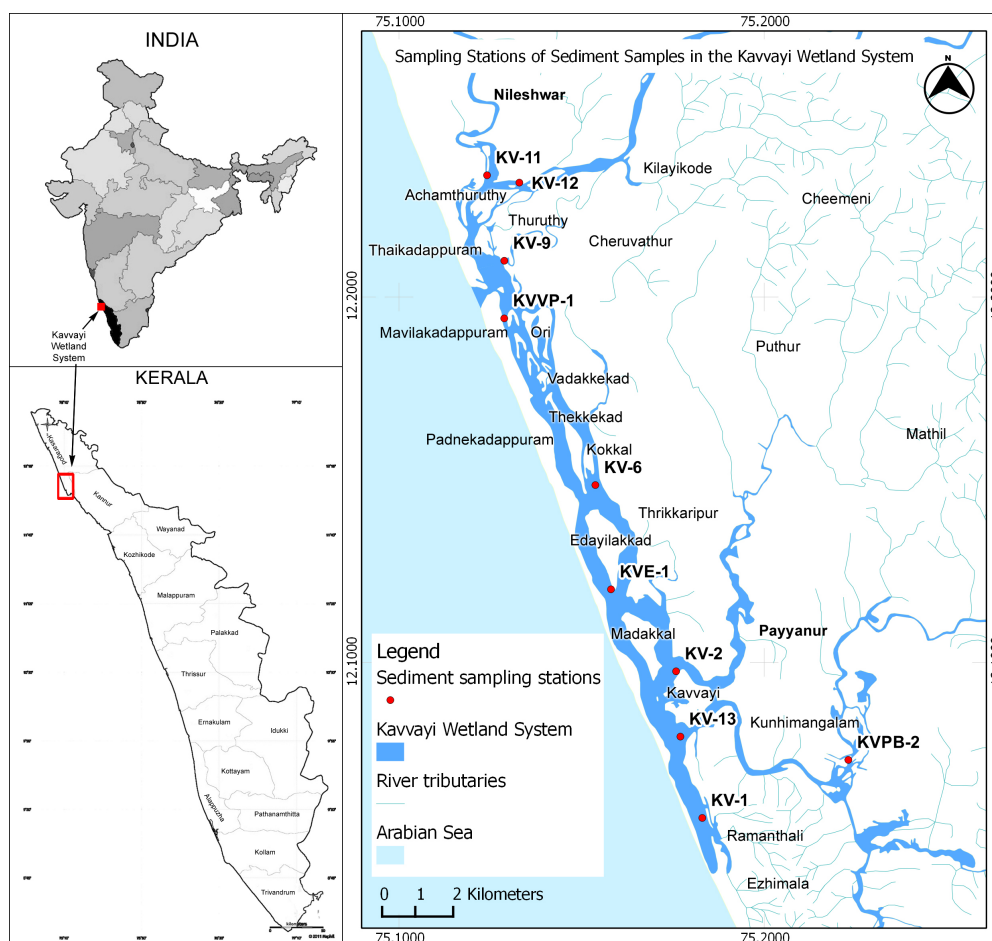 INDIA
Kavvayi
Wetland
System
KERALA
Kasaragod
Kannur
Wayanad
Kozhikode
Malappuram
Palakkad
Thrissur
Ernakulam
Idukki
Kottayam
Alappuzha
Pathanamthitta
Kollam
Trivandrum
kilometers
75.1000
75.2000
Sampling Stations of Sediment Samples in the Kavvayi Wetland System
N
Nileshwar
KV-11
KV-12
Kilayikode
Achamthuruthy
Cheemeni
Thuruthy
Cheruvathur
KV-9
Thaikadappuram
12.2000
KVVP-1
Mavilakadappuram
Ori
Puthur
Vadakkekad
Thekkekad
Padnekadappuram
Mathil
Kokkal
KV-6
Thrikkaripur
Edayilakkad
KVE-1
Madakkal
Payyanur
KV-2
12.1000
Kavvayi
KV-13
Kunhimangalam
KVPB-2
KV-1
Ramanthali
Ezhimala
Legend
Sediment sampling stations
Kavvayi Wetland System
River tributaries
Arabian Sea
0 1 2 Kilometers
75.1000
75.2000